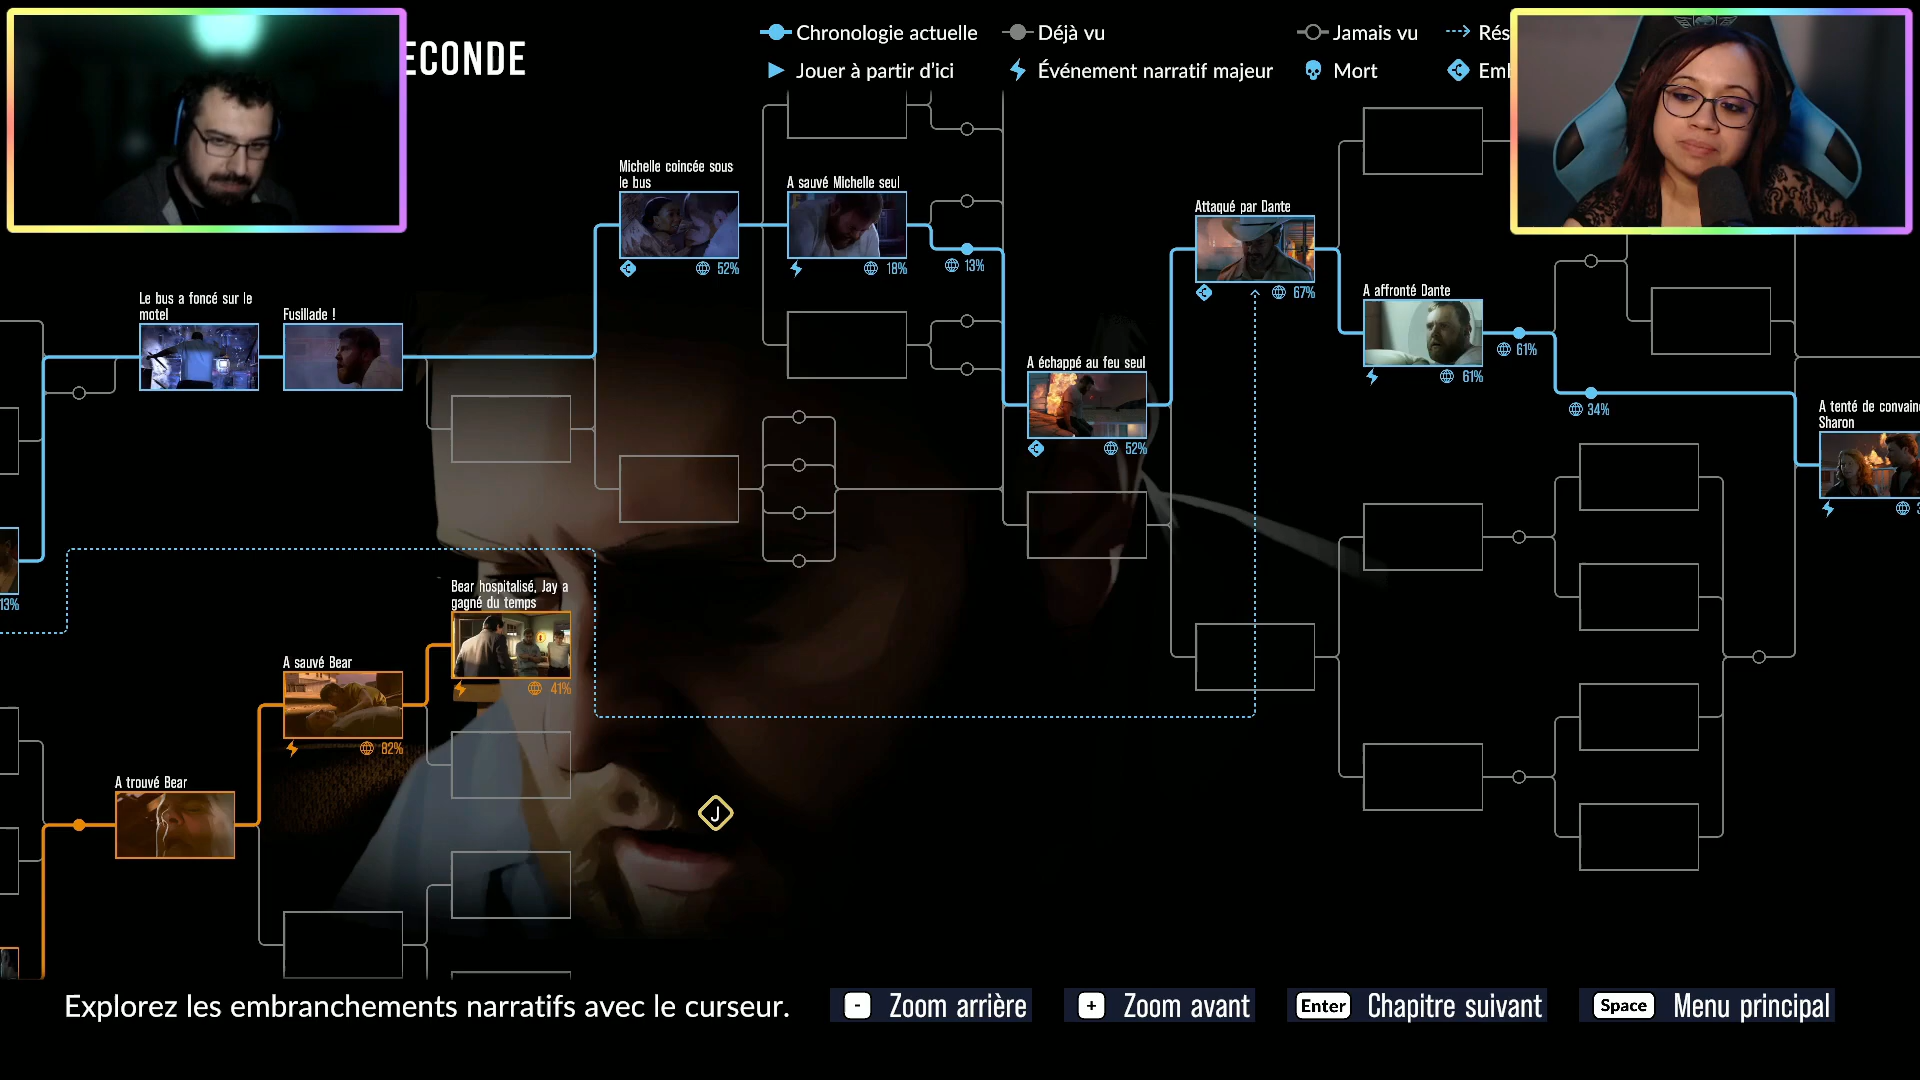 ECONDE
Chronologie actuelle
Déjà vu
Jamais vu
Rés
Jouer à partir d'ici
Événement narratif majeur
Mort
Emb
Michelle coincée sous
le bus
52%
A sauvé Michelle seul
18%
13%
Attaqué par Dante
67%
A affronté Dante
61%
61%
34%
Le bus a foncé sur le
motel
Fusillade !
A échappé au feu seul
52%
A tenté de convain
Sharon
13%
Bear hospitalisé, Jay a
gagné du temps
41%
A sauvé Bear
82%
A trouvé Bear
J
Explorez les embranchements narratifs avec le curseur.
- Zoom arrière
+ Zoom avant
Enter Chapitre suivant
Space Menu principal